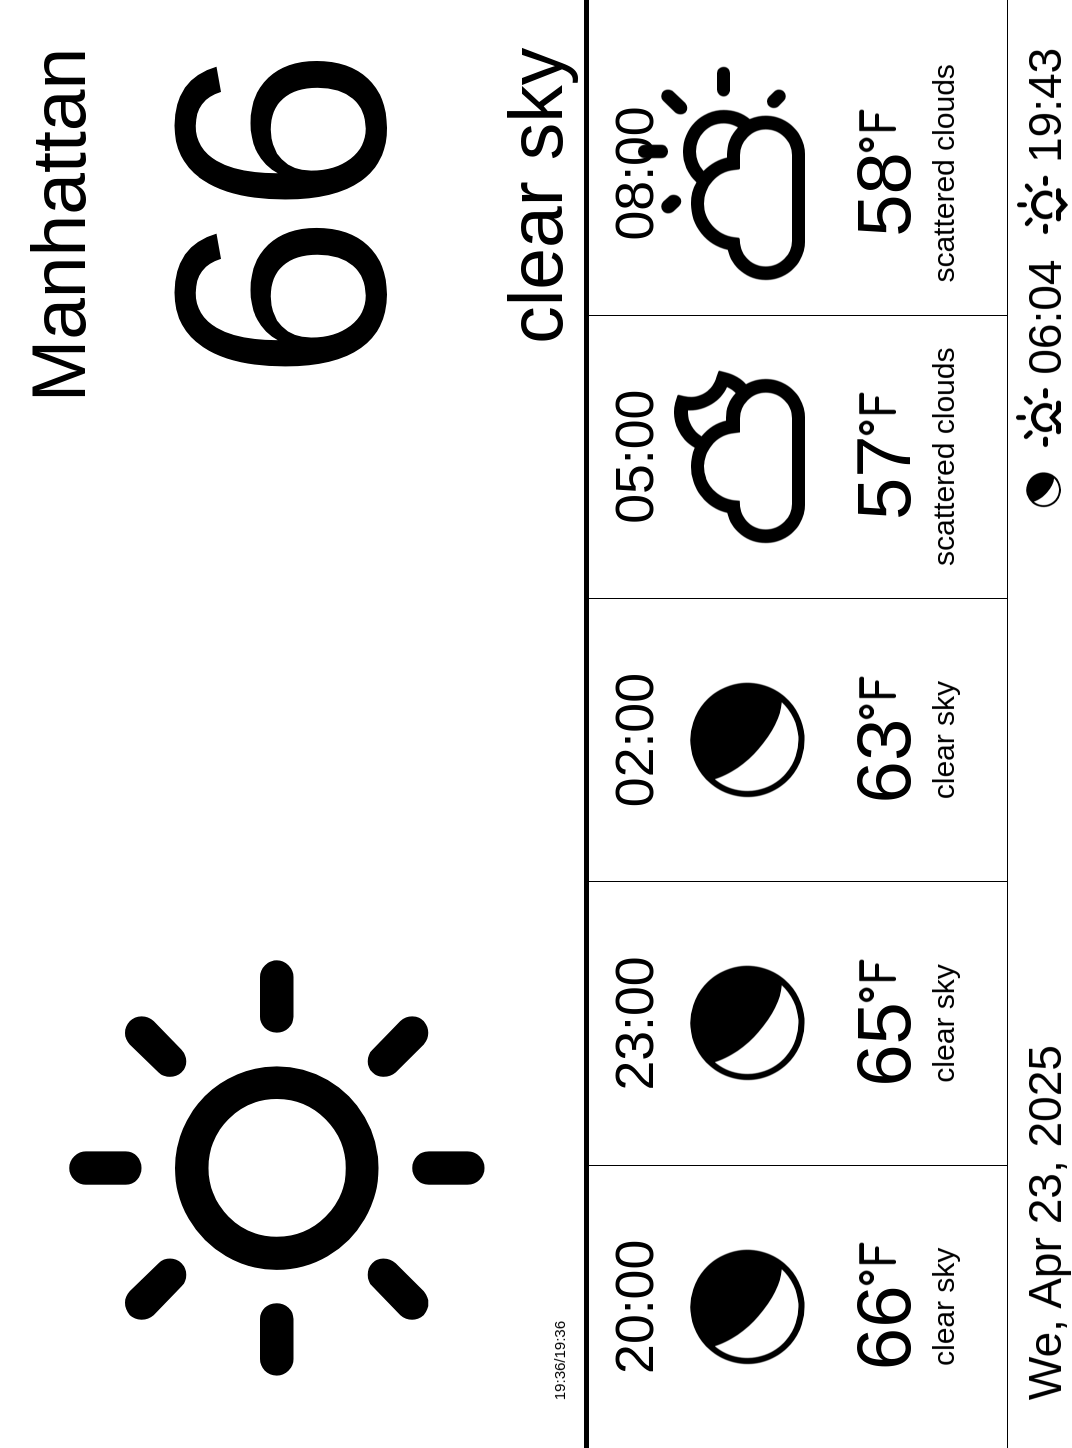 Manhattan
66
clear sky
19:36/19:36
20:00 23:00 02:00 05:00 08:00
66°F 65°F 63°F 57°F 58°F
clear sky clear sky clear sky scattered clouds scattered clouds
We, Apr 23, 2025 06:04 19:43